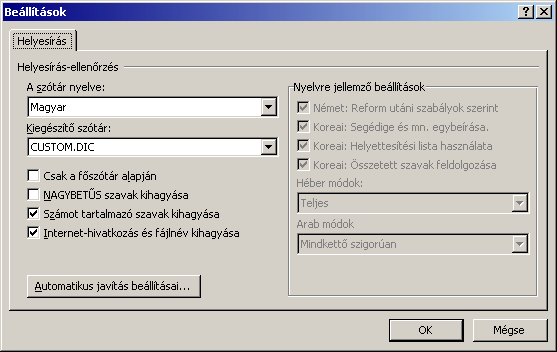 Beállítások
Helyesírás
Helyesírás-ellenőrzés
A szótár nyelve:
Magyar
Kiegészítő szótár:
CUSTOM.DIC
Csak a főszótár alapján
NAGYBETŰS szavak kihagyása
Számot tartalmazó szavak kihagyása
Internet-hivatkozás és fájlnév kihagyása
Automatikus javítás beállításai...
Nyelvre jellemző beállítások
Német: Reform utáni szabályok szerint
Koreai: Segédige és mn. egybeírása.
Koreai: Helyettesítési lista használata
Koreai: Összetett szavak feldolgozása
Héber módok:
Teljes
Arab módok
Mindkettő szigorúan
OK
Mégse